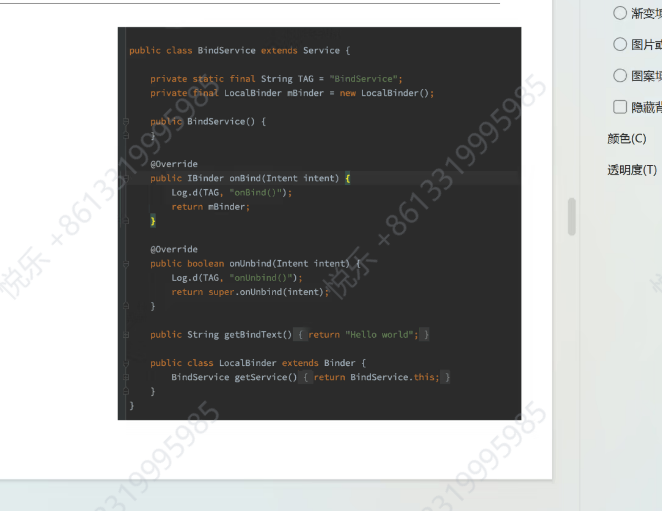 public class BindService extends Service {
private static final String TAG = "BindService";
private final LocalBinder mBinder = new LocalBinder();
public BindService() {
}
@Override
public IBinder onBind(Intent intent) {
Log.d(TAG, "onBind()");
return mBinder;
}
@Override
public boolean onUnbind(Intent intent) {
Log.d(TAG, "onUnbind()");
return super.onUnbind(intent);
}
public String getBindText() { return "Hello world"; }
public class LocalBinder extends Binder {
BindService getService() { return BindService.this; }
}
}
渐变填
图片或
图案填
隐藏背
颜色(C)
透明度(T)
悦乐 +8613319995985
悦乐 +8613319995985